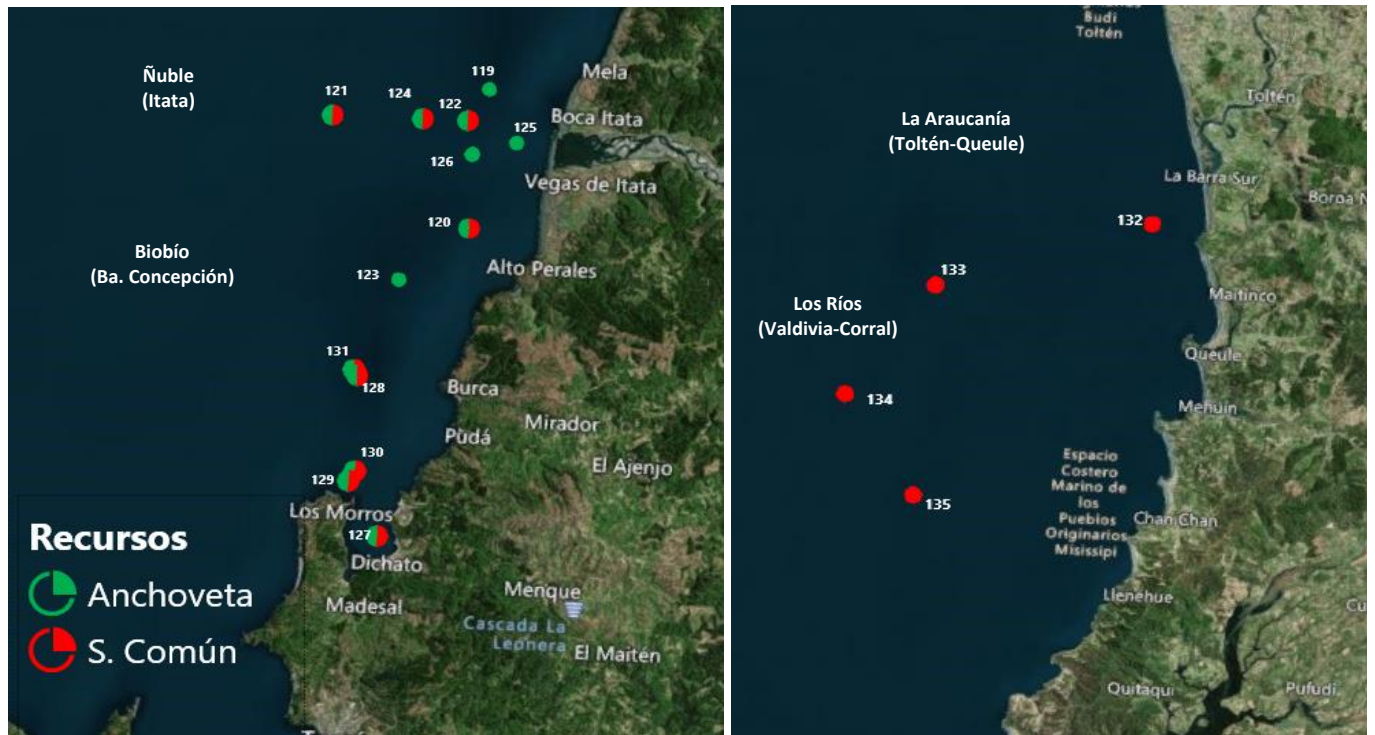 Ñuble
(Itata)
121
124
122
119
Mela
Boca Itata
125
126
Vegas de Itata
120
Biobío
(Ba. Concepción)
123
Alto Perales
131
128
Burca
Mirador
Pudá
130
El Ajenjo
129
Los Morros
127
Dichato
Recursos
Anchoveta
S. Común
Madesal
Menque
Cascada La
Leonera
El Maitén
Budi
Toltén
Toltén
La Araucanía
(Toltén-Queule)
La Barra Sur
132
133
Maitinco
Los Ríos
(Valdivia-Corral)
Queule
134
Mehuín
Espacio
Costero
Marino de
los
Pueblos
Originarios
Misissipi
135
Chan Chan
Llenehue
Quitaqui
Pufudi